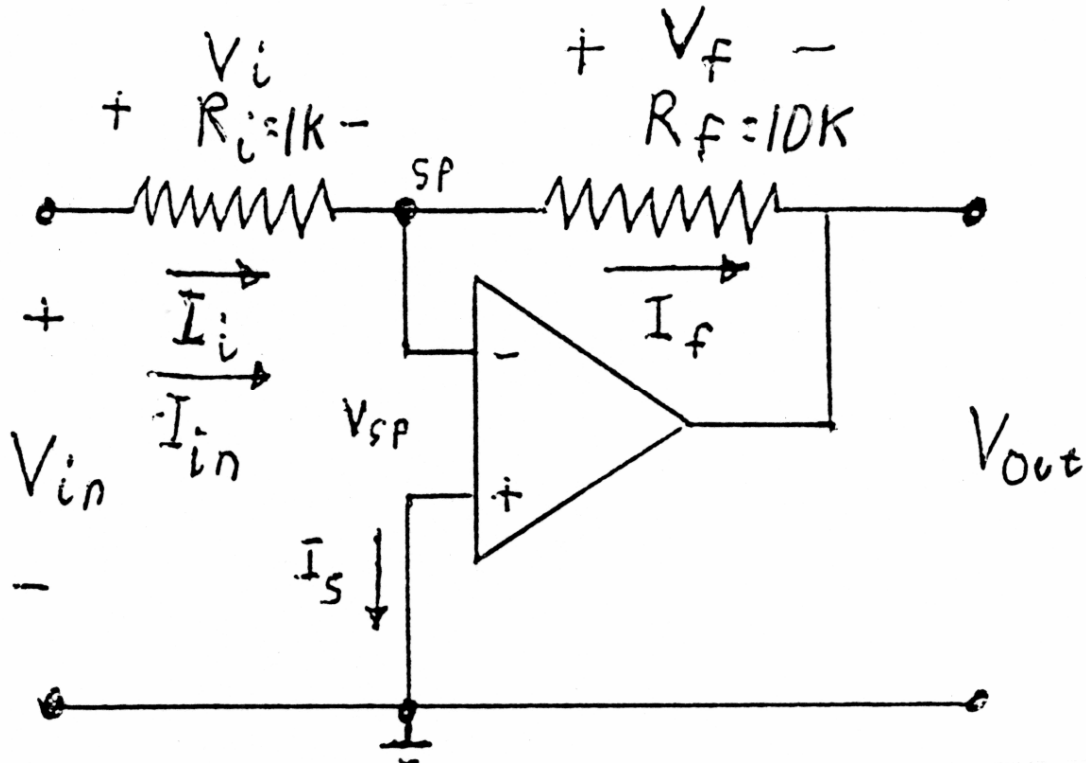 + Vf -
Vi
+ Ri=1K -
Rf=10K
SP
Ii
If
+
-
Iin
VSP
Vin
Vout
+
IS
-